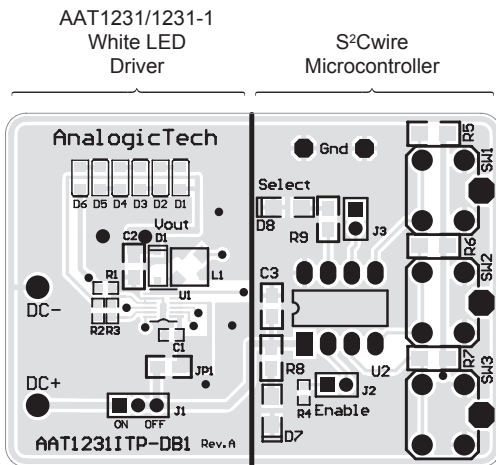 AAT1231/1231-1
White LED
Driver
S²Cwire
Microcontroller
AnalogicTech
Gnd
R5
SW1
D6 D5 D4 D3 D2 D1
Select
D8
R9
J3
Vout
C2
D1
L1
U1
R6
SW2
R1
C3
DC-
R2 R3
C1
R8
U2
R7
SW3
DC+
JP1
J1
ON OFF
R4
J2
Enable
D7
AAT1231ITP-DB1 Rev.A